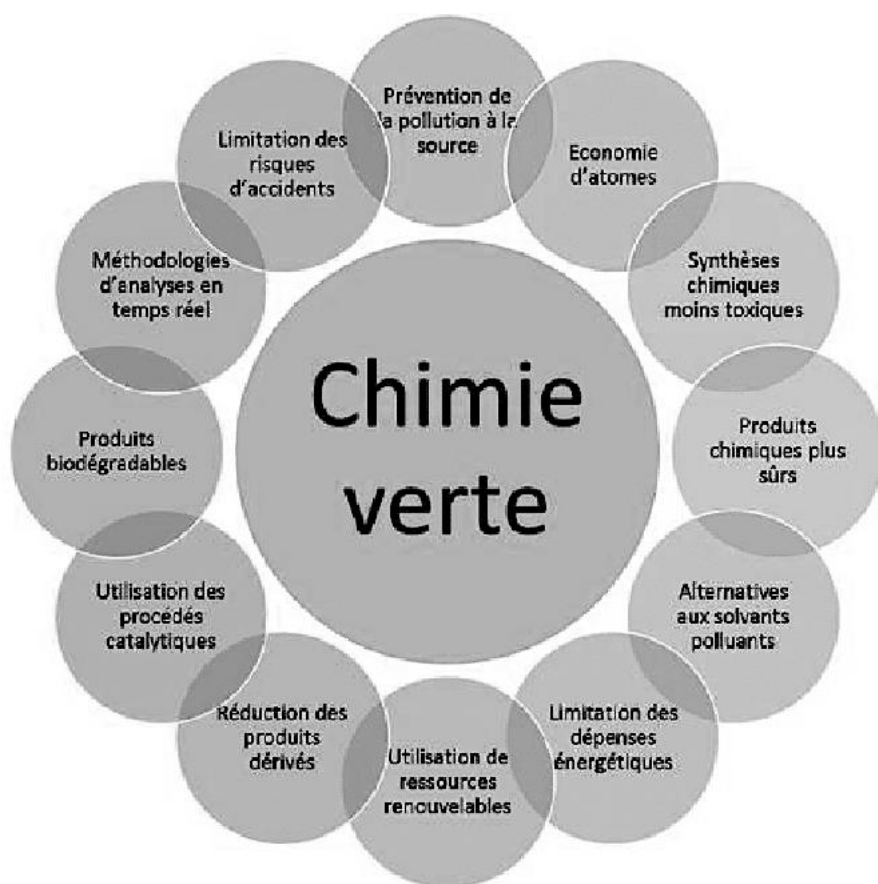 Chimie
verte
Prévention de
la pollution à la
source
Economie
d'atomes
Synthèses
chimiques
moins toxiques
Produits
chimiques plus
sûrs
Alternatives
aux solvants
polluants
Limitation des
dépenses
énergétiques
Utilisation de
ressources
renouvelables
Réduction des
produits
dérivés
Utilisation des
procédés
catalytiques
Produits
biodégradables
Méthodologies
d'analyses en
temps réel
Limitation des
risques
d'accidents